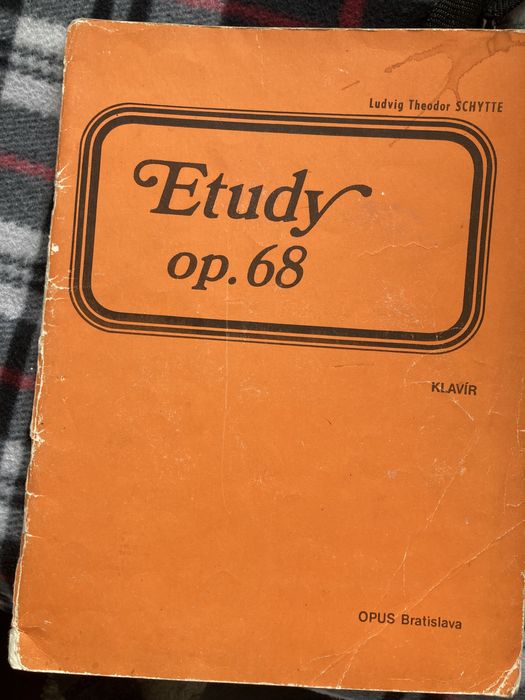 Ludvig Theodor SCHYTTE
Etudy
op. 68
KLAVÍR
OPUS Bratislava